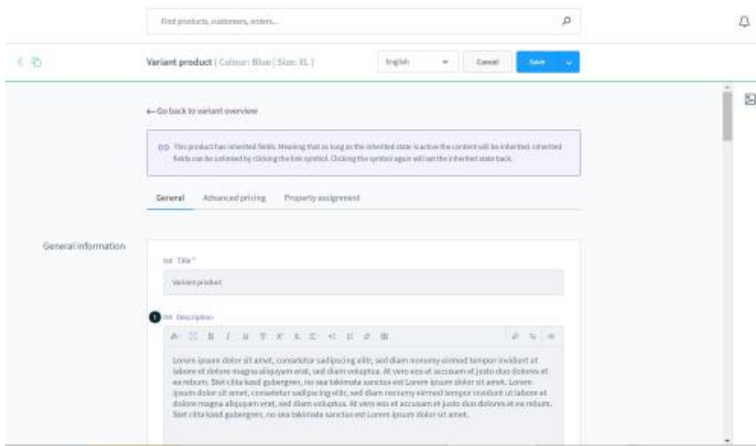 Find products, customers, orders...
Variant product ( Colour: Blue | Size: XL )
English
Cancel
Save
← Go back to variant overview
This product has inherited fields. Meaning that as long as the inherited state is active the content will be inherited. Inherited
fields can be unlinked by clicking the link symbol. Clicking the symbol again will set the inherited state back.
General Advanced pricing Property assignment
General information
Title *
Variant product
1 Description
Lorem ipsum dolor sit amet, consetetur sadipscing elitr, sed diam nonumy eirmod tempor invidunt ut
labore et dolore magna aliquyam erat, sed diam voluptua. At vero eos et accusam et justo duo dolores et
ea rebum. Stet clita kasd gubergren, no sea takimata sanctus est Lorem ipsum dolor sit amet. Lorem
ipsum dolor sit amet, consetetur sadipscing elitr, sed diam nonumy eirmod tempor invidunt ut labore et
dolore magna aliquyam erat, sed diam voluptua. At vero eos et accusam et justo duo dolores et ea rebum.
Stet clita kasd gubergren, no sea takimata sanctus est Lorem ipsum dolor sit amet.